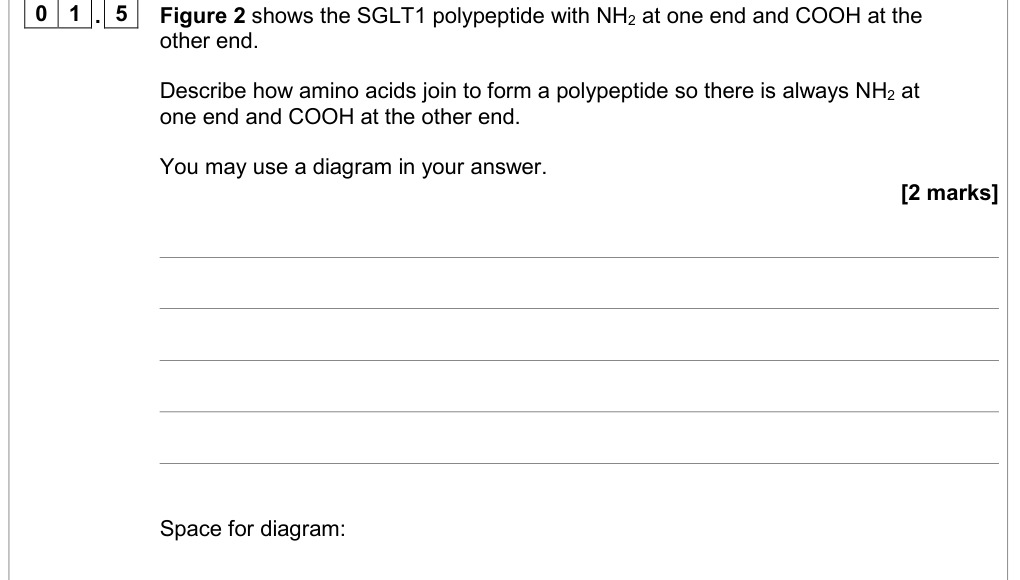 0 1 . 5 Figure 2 shows the SGLT1 polypeptide with NH₂ at one end and COOH at the
other end.
Describe how amino acids join to form a polypeptide so there is always NH₂ at
one end and COOH at the other end.
You may use a diagram in your answer.
[2 marks]
Space for diagram: